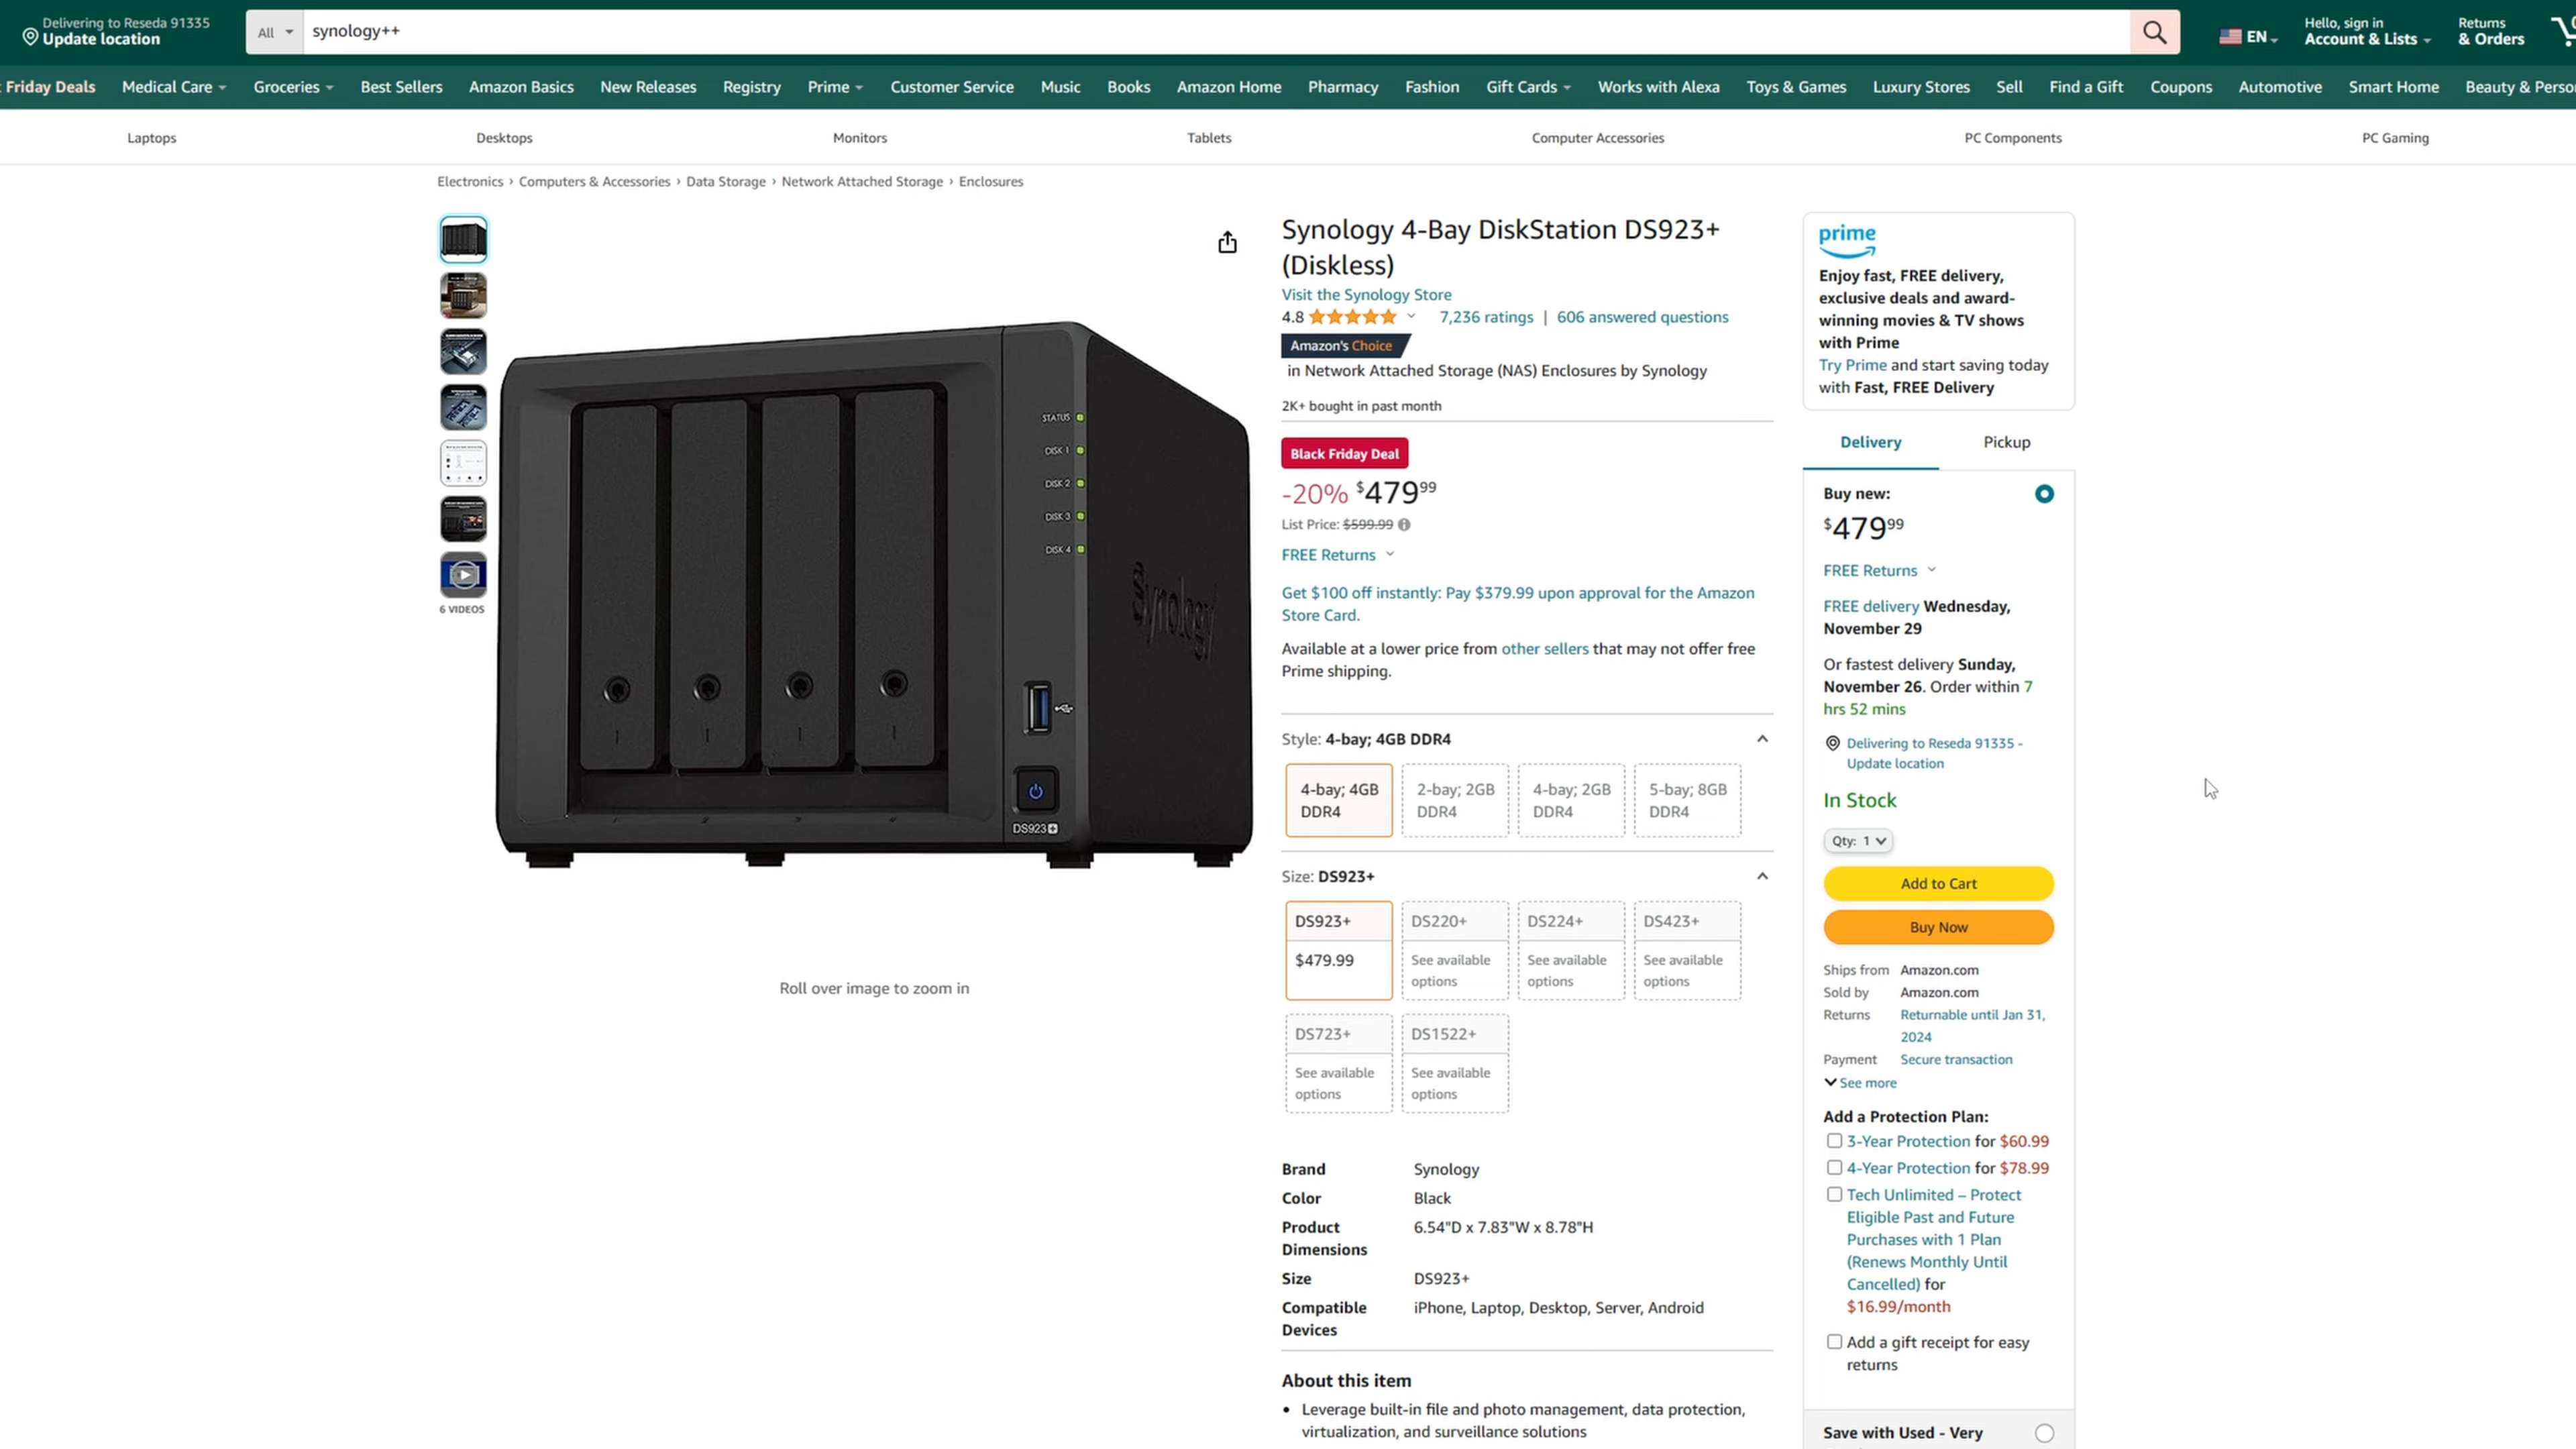 Delivering to Reseda 91335
Update location
All
synology++
EN
Hello, sign in
Account & Lists
Returns
& Orders
Friday Deals
Medical Care
Groceries
Best Sellers
Amazon Basics
New Releases
Registry
Prime
Customer Service
Music
Books
Amazon Home
Pharmacy
Fashion
Gift Cards
Works with Alexa
Toys & Games
Luxury Stores
Sell
Find a Gift
Coupons
Automotive
Smart Home
Beauty & Perso
Laptops
Desktops
Monitors
Tablets
Computer Accessories
PC Components
PC Gaming
Electronics › Computers & Accessories › Data Storage › Network Attached Storage › Enclosures
6 VIDEOS
STATUS
DISK 1
DISK 2
DISK 3
DISK 4
Synology
DS923+
Roll over image to zoom in
Synology 4-Bay DiskStation DS923+
(Diskless)
Visit the Synology Store
4.8
7,236 ratings | 606 answered questions
Amazon's Choice
in Network Attached Storage (NAS) Enclosures by Synology
2K+ bought in past month
Black Friday Deal
-20% $479 99
List Price: $599.99
FREE Returns
Get $100 off instantly: Pay $379.99 upon approval for the Amazon
Store Card.
Available at a lower price from other sellers that may not offer free
Prime shipping.
Style: 4-bay; 4GB DDR4
4-bay; 4GB
DDR4
2-bay; 2GB
DDR4
4-bay; 2GB
DDR4
5-bay; 8GB
DDR4
Size: DS923+
DS923+
$479.99
DS220+
See available
options
DS224+
See available
options
DS423+
See available
options
DS723+
See available
options
DS1522+
See available
options
Brand Synology
Color Black
Product
Dimensions
6.54"D x 7.83"W x 8.78"H
Size DS923+
Compatible
Devices
iPhone, Laptop, Desktop, Server, Android
About this item
• Leverage built-in file and photo management, data protection,
virtualization, and surveillance solutions
prime
Enjoy fast, FREE delivery,
exclusive deals and award-
winning movies & TV shows
with Prime
Try Prime and start saving today
with Fast, FREE Delivery
Delivery
Pickup
Buy new:
$479 99
FREE Returns
FREE delivery Wednesday,
November 29
Or fastest delivery Sunday,
November 26. Order within 7
hrs 52 mins
Delivering to Reseda 91335 -
Update location
In Stock
Qty: 1
Add to Cart
Buy Now
Ships from Amazon.com
Sold by Amazon.com
Returns Returnable until Jan 31,
2024
Payment Secure transaction
See more
Add a Protection Plan:
3-Year Protection for $60.99
4-Year Protection for $78.99
Tech Unlimited – Protect
Eligible Past and Future
Purchases with 1 Plan
(Renews Monthly Until
Cancelled) for
$16.99/month
Add a gift receipt for easy
returns
Save with Used - Very